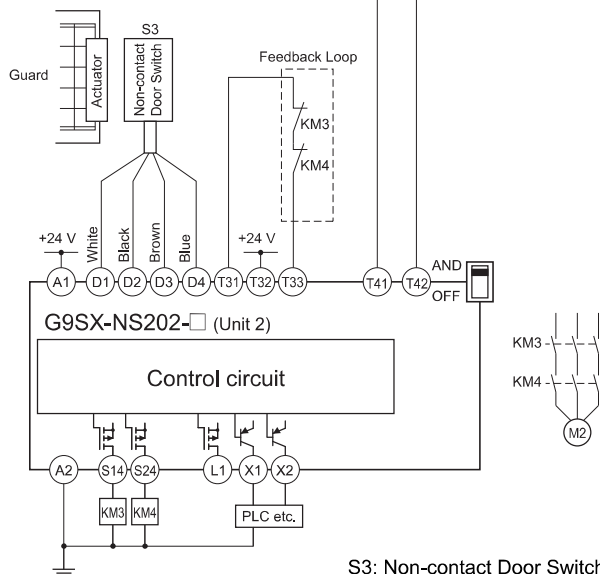 S3
Guard
Actuator
Non-contact
Door Switch
Feedback Loop
KM3
KM4
+24 V
White
Black
Brown
Blue
+24 V
A1
D1
D2
D3
D4
T31
T32
T33
T41
T42
AND
OFF
G9SX-NS202-□ (Unit 2)
Control circuit
KM3
KM4
M2
A2
S14
S24
L1
X1
X2
KM3
KM4
PLC etc.
S3: Non-contact Door Switch